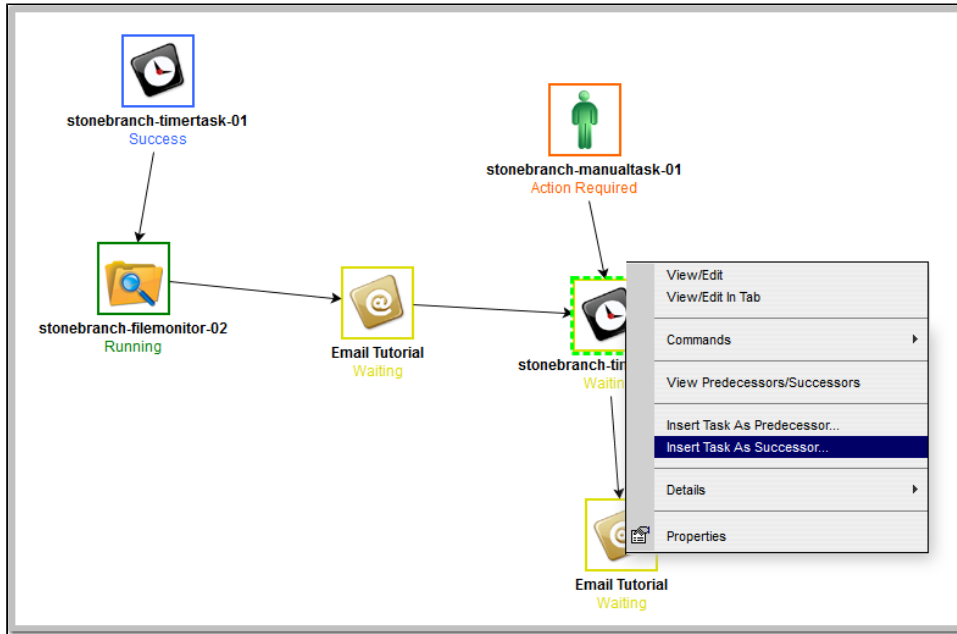 stonebranch-timertask-01
Success
stonebranch-manualtask-01
Action Required
stonebranch-filemonitor-02
Running
Email Tutorial
Waiting
View/Edit
View/Edit In Tab
Commands
View Predecessors/Successors
Insert Task As Predecessor...
Insert Task As Successor...
Details
Properties
Email Tutorial
Waiting